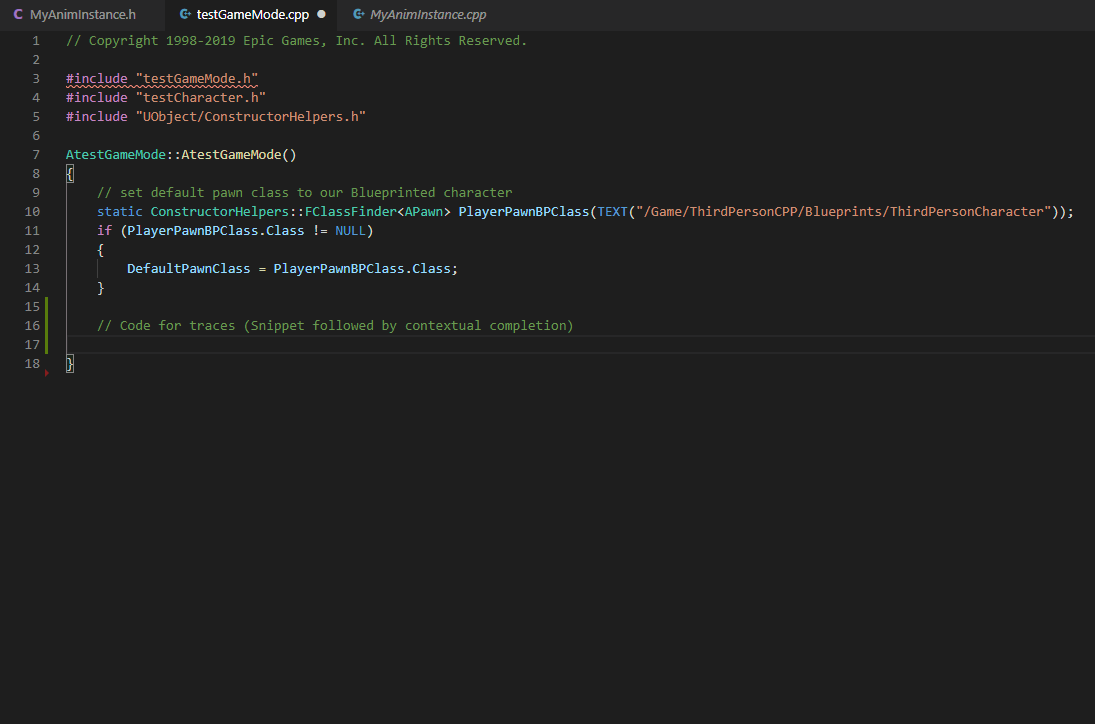 C MyAnimInstance.h testGameMode.cpp MyAnimInstance.cpp
1 // Copyright 1998-2019 Epic Games, Inc. All Rights Reserved.
2
3 #include "testGameMode.h"
4 #include "testCharacter.h"
5 #include "UObject/ConstructorHelpers.h"
6
7 AtestGameMode::AtestGameMode()
8 {
9 // set default pawn class to our Blueprinted character
10 static ConstructorHelpers::FClassFinder<APawn> PlayerPawnBPClass(TEXT("/Game/ThirdPersonCPP/Blueprints/ThirdPersonCharacter"));
11 if (PlayerPawnBPClass.Class != NULL)
12 {
13 DefaultPawnClass = PlayerPawnBPClass.Class;
14 }
15
16 // Code for traces (Snippet followed by contextual completion)
17
18 }